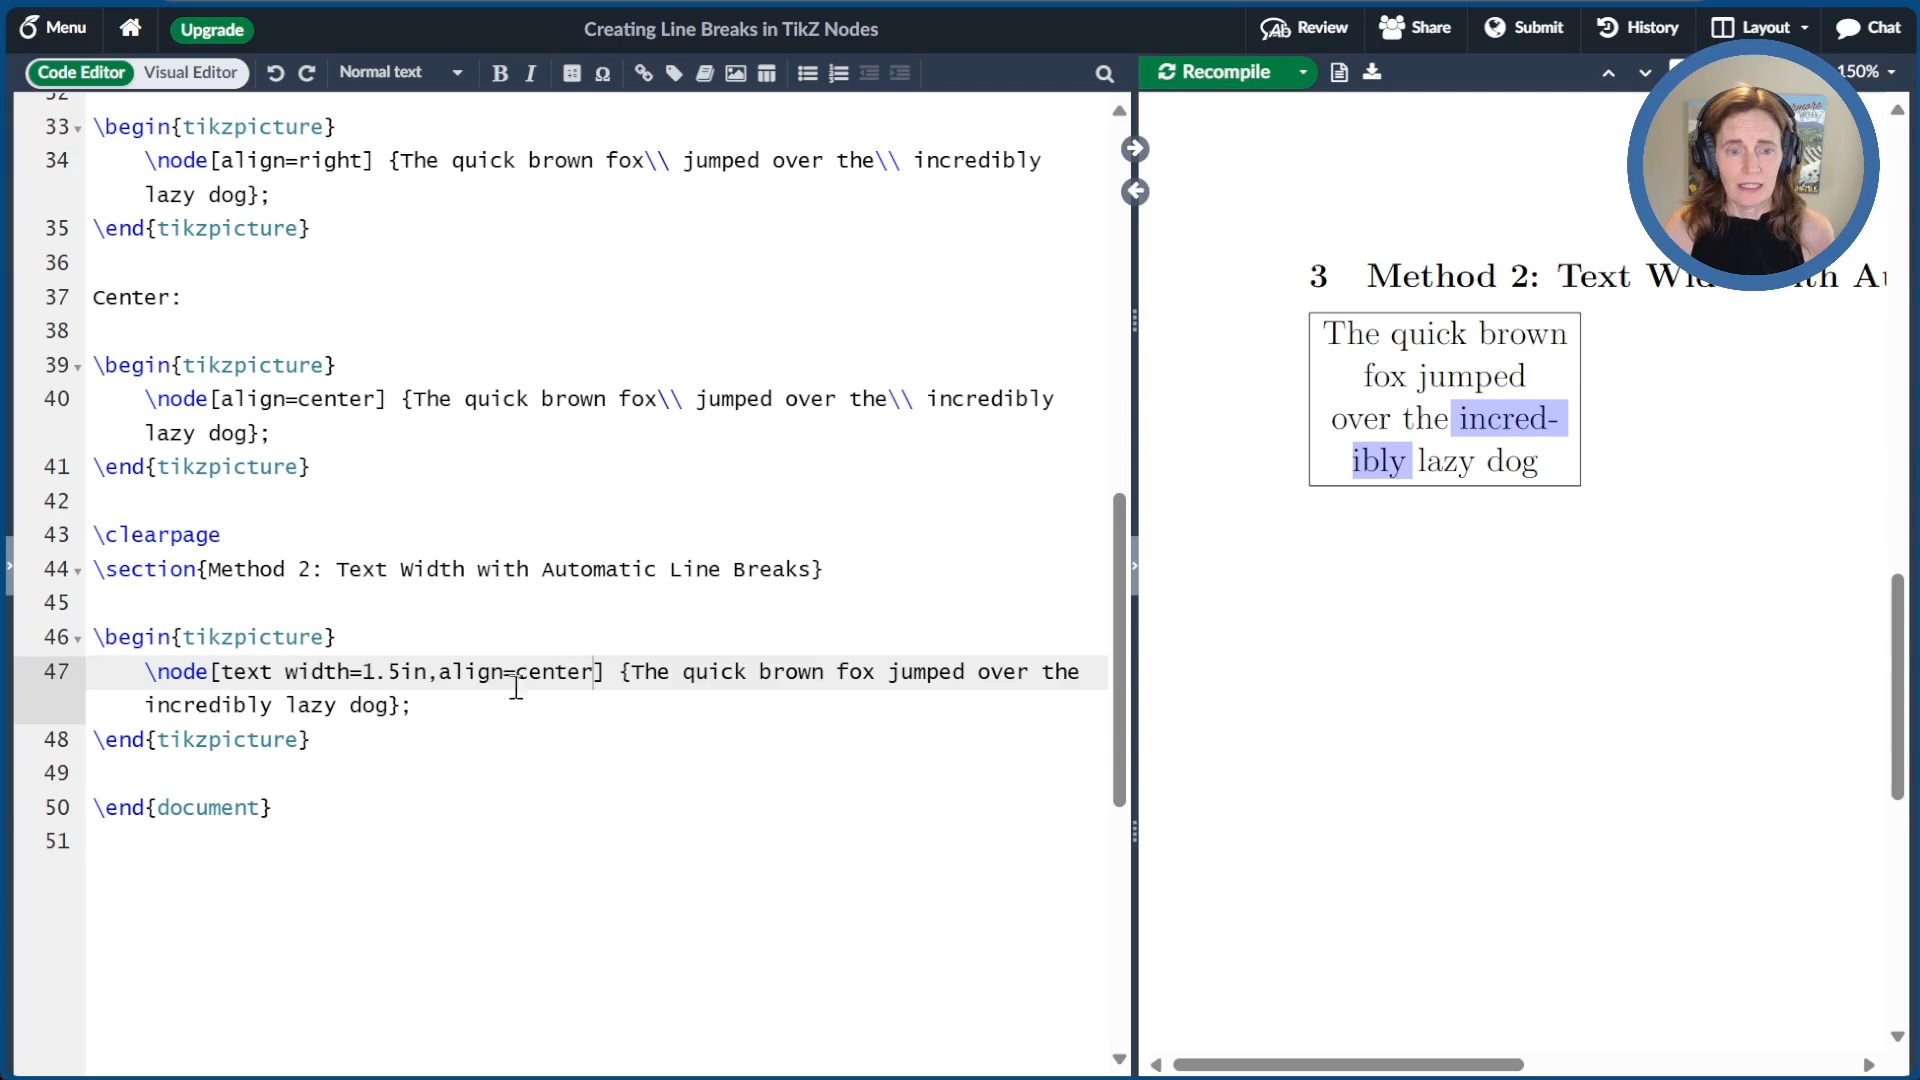 Menu
Upgrade
Creating Line Breaks in TikZ Nodes
Review
Share
Submit
History
Layout
Chat
Code Editor
Visual Editor
Normal text
B I
Ω
Recompile
150%
32
33 \begin{tikzpicture}
34 \node[align=right] {The quick brown fox\\ jumped over the\\ incredibly
lazy dog};
35 \end{tikzpicture}
36
37 Center:
38
39 \begin{tikzpicture}
40 \node[align=center] {The quick brown fox\\ jumped over the\\ incredibly
lazy dog};
41 \end{tikzpicture}
42
43 \clearpage
44 \section{Method 2: Text Width with Automatic Line Breaks}
45
46 \begin{tikzpicture}
47 \node[text width=1.5in,align=center] {The quick brown fox jumped over the
incredibly lazy dog};
48 \end{tikzpicture}
49
50 \end{document}
51
3 Method 2: Text Wi th Au
The quick brown
fox jumped
over the incred-
ibly lazy dog